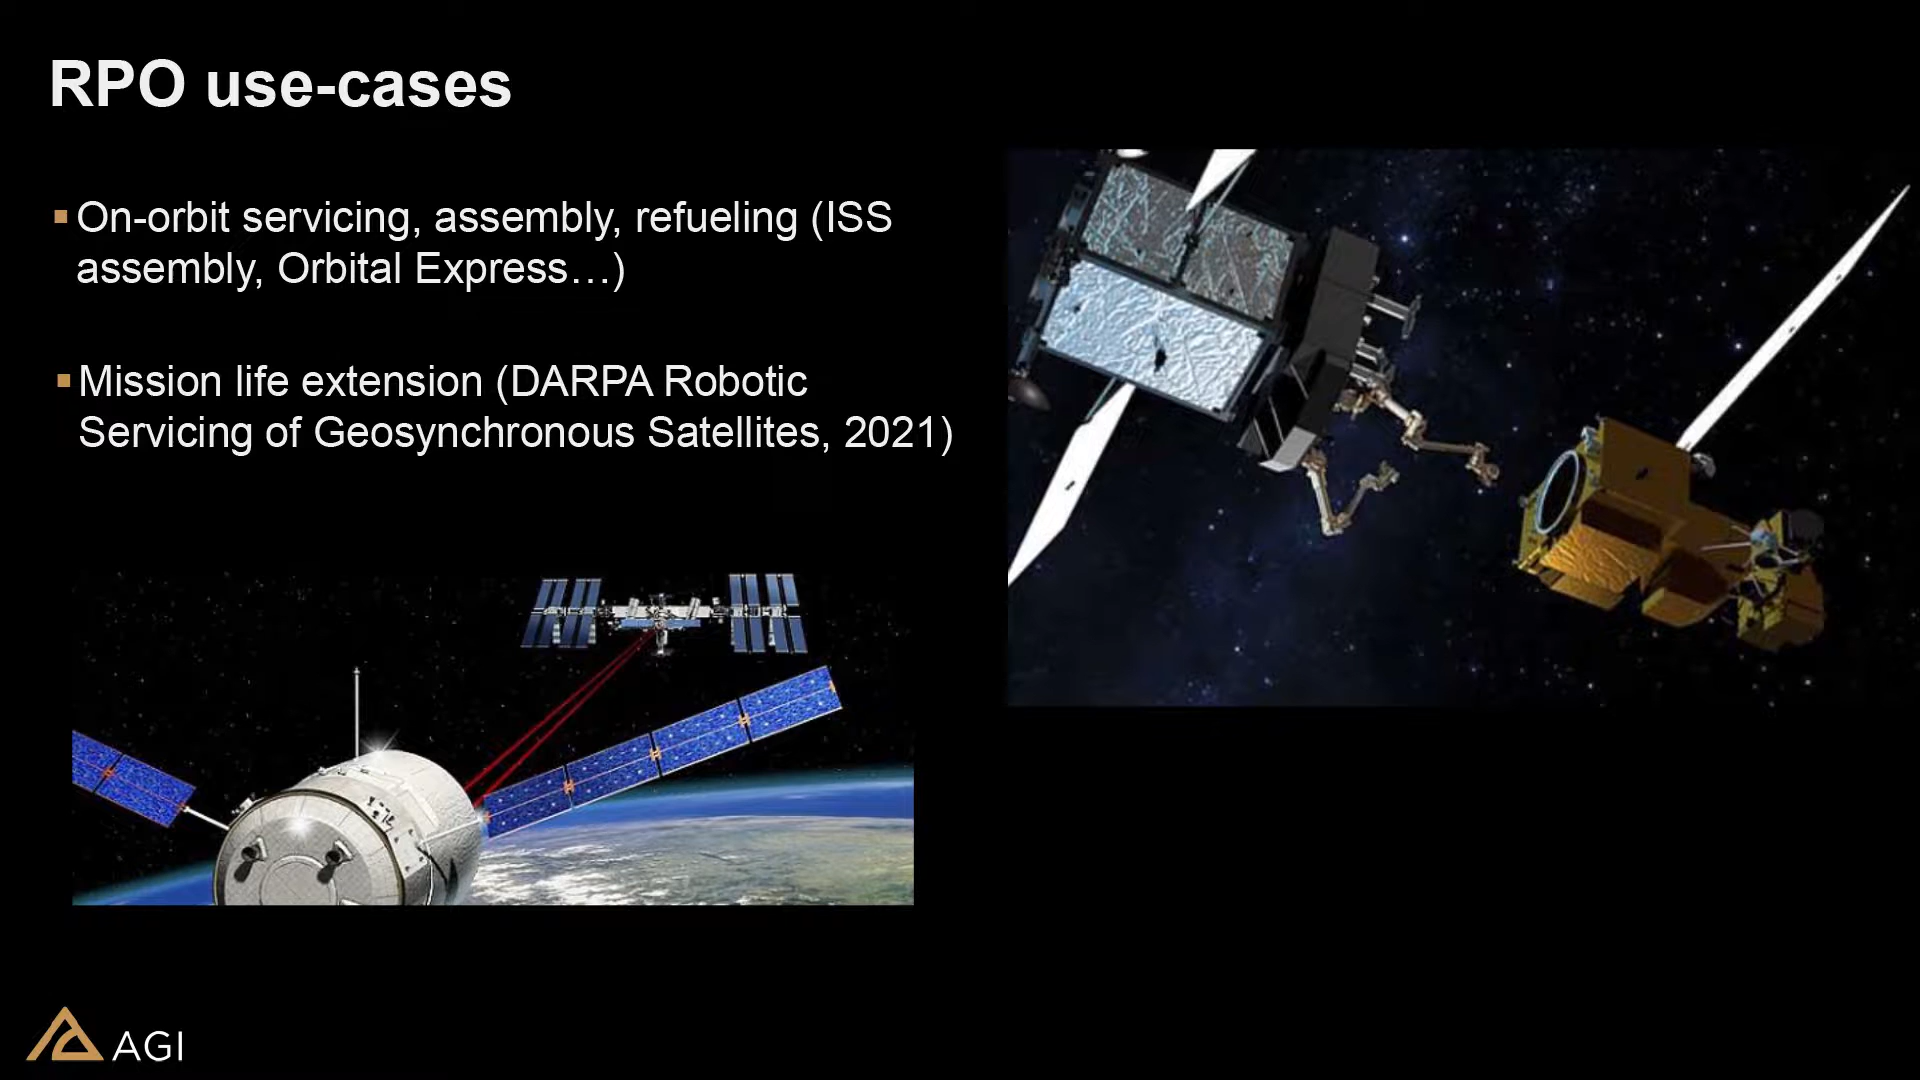 RPO use-cases
On-orbit servicing, assembly, refueling (ISS
assembly, Orbital Express…)
Mission life extension (DARPA Robotic
Servicing of Geosynchronous Satellites, 2021)
AGI